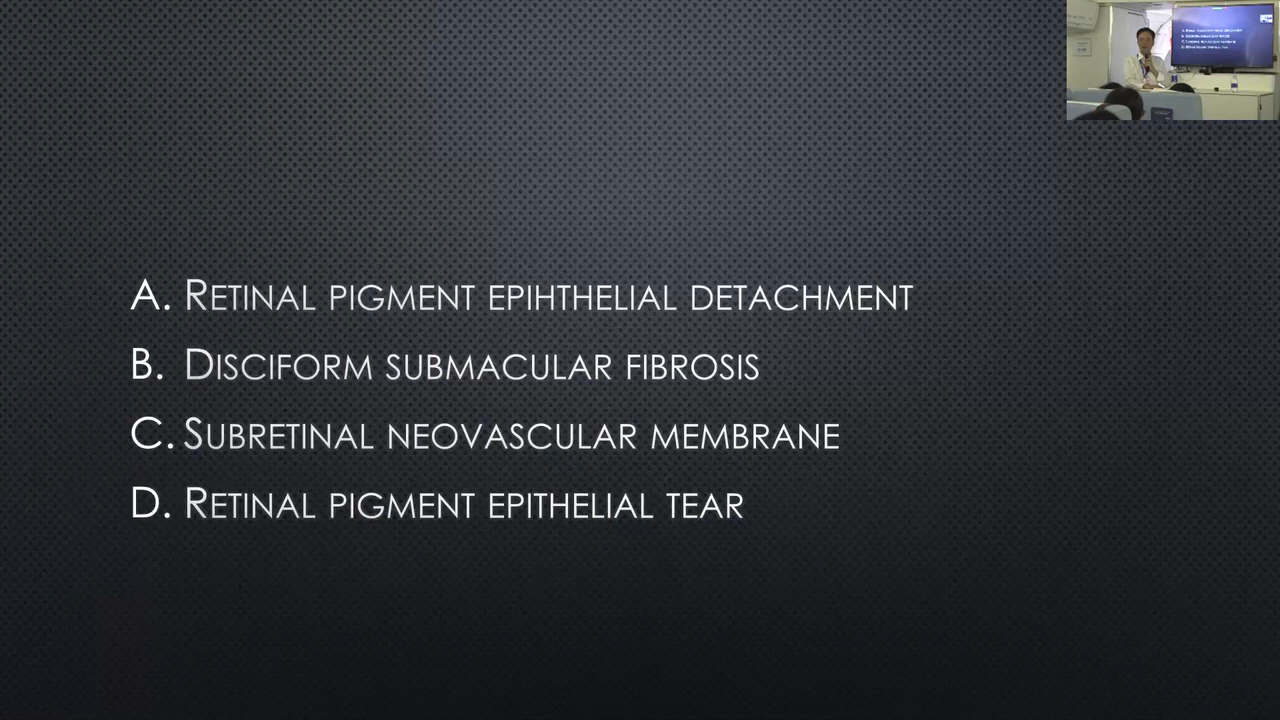 A. Retinal pigment epihthelial detachment
B. Disciform submacular fibrosis
C. Subretinal neovascular membrane
D. Retinal pigment epithelial tear